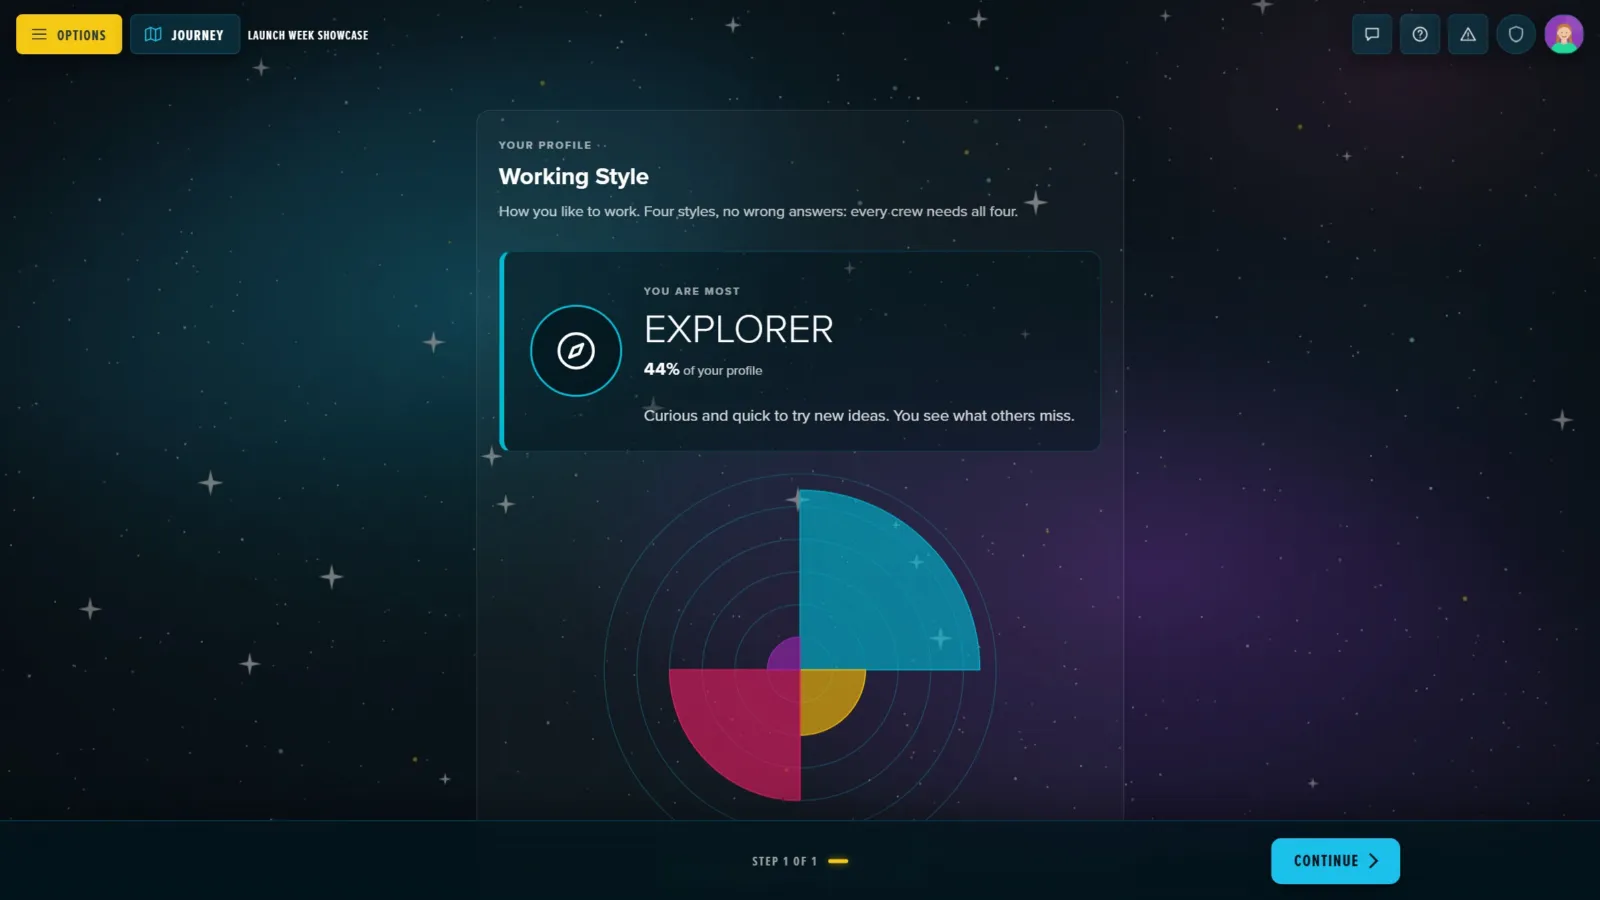 OPTIONS
JOURNEY
LAUNCH WEEK SHOWCASE
YOUR PROFILE
Working Style
How you like to work. Four styles, no wrong answers: every crew needs all four.
YOU ARE MOST
EXPLORER
44% of your profile
Curious and quick to try new ideas. You see what others miss.
STEP 1 OF 1
CONTINUE